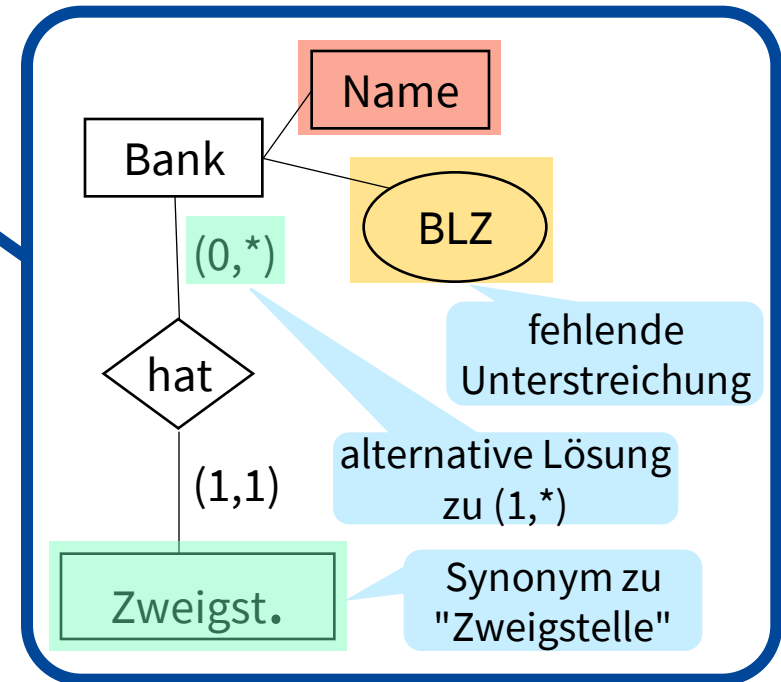 Name
Bank
BLZ
(0,*)
fehlende
Unterstreichung
hat
alternative Lösung
zu (1,*)
(1,1)
Zweigst.
Synonym zu
"Zweigstelle"